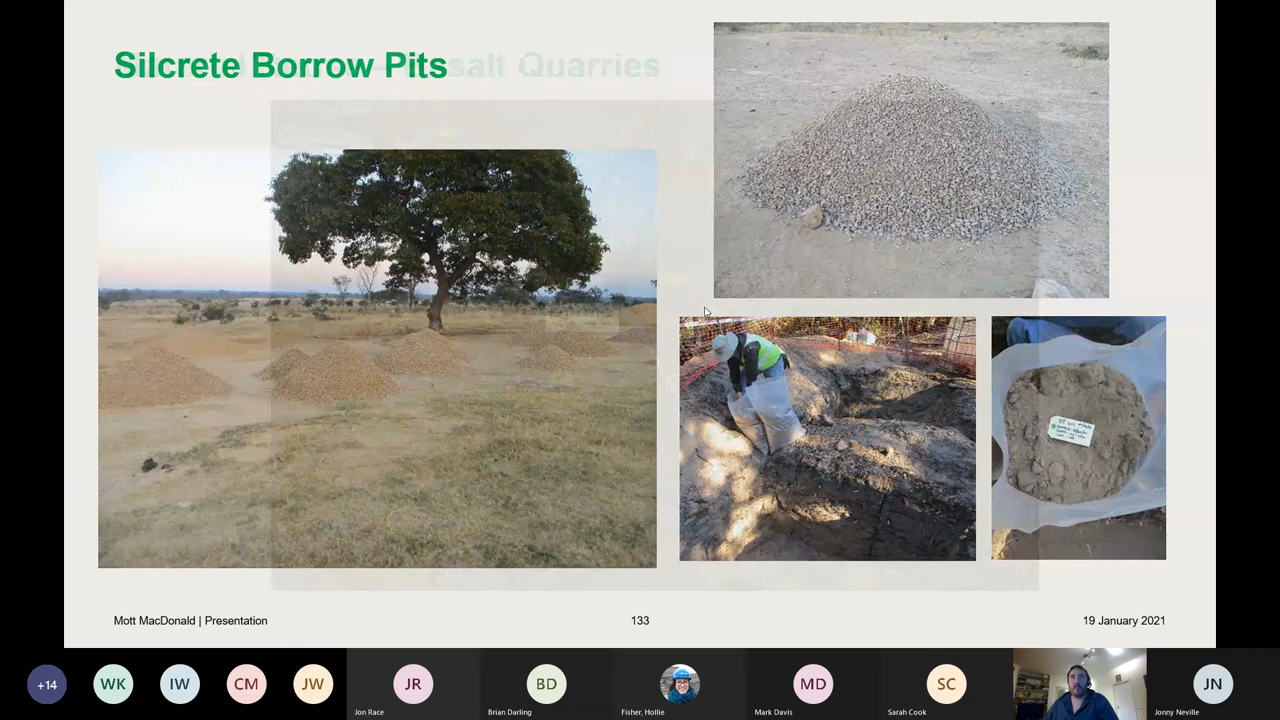 Silcrete Borrow Pits
salt Quarries
Mott MacDonald | Presentation
133
19 January 2021
+14
WK
IW
CM
JW
JR
BD
MD
SC
JN
Jon Race
Brian Darling
Fisher, Hollie
Mark Davis
Sarah Cook
Jonny Neville